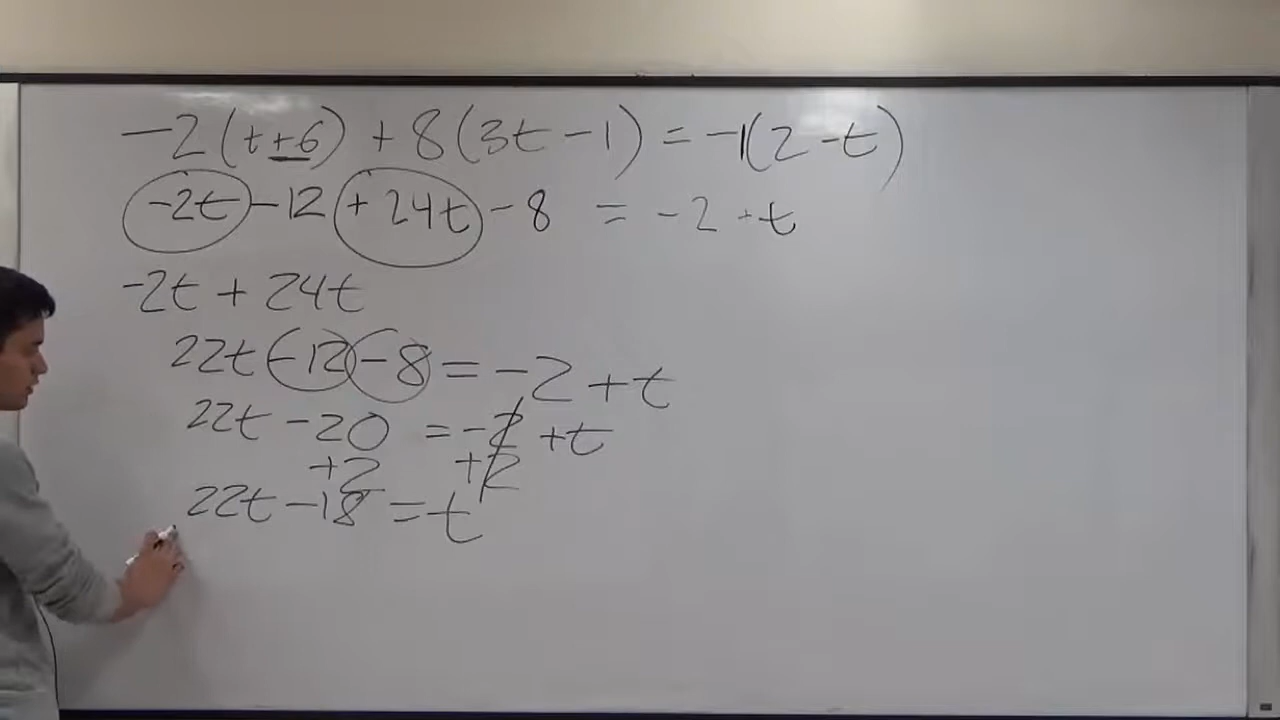 -2(t+6) + 8(3t-1) = -1(2-t)
-2t -12 +24t -8 = -2 +t
-2t + 24t
22t -12 -8 = -2 +t
22t -20 = -2 +t
+2 +2
22t -18 = t